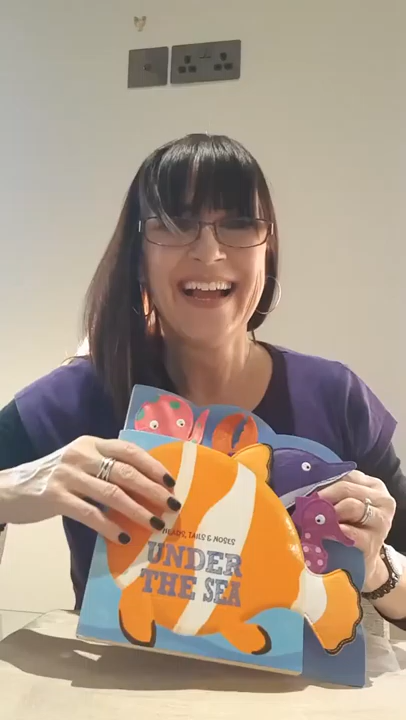 HEADS, TAILS & NOSES
UNDER
THE SEA